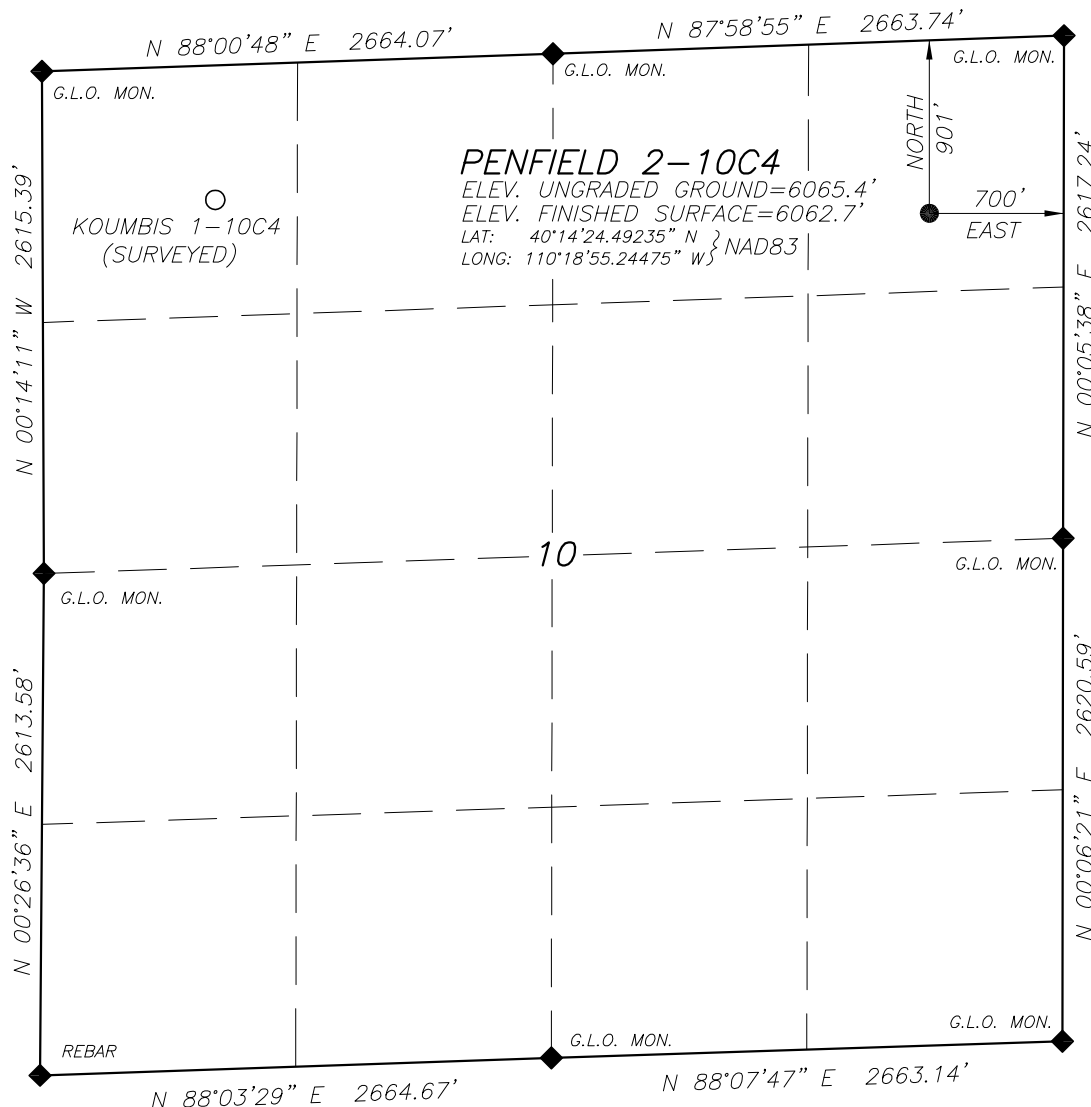 N 88°00'48" E 2664.07'
N 87°58'55" E 2663.74'
G.L.O. MON.
G.L.O. MON.
G.L.O. MON.
NORTH
901'
PENFIELD 2-10C4
ELEV. UNGRADED GROUND=6065.4'
ELEV. FINISHED SURFACE=6062.7'
LAT: 40°14'24.49235" N
LONG: 110°18'55.24475" W} NAD83
700'
EAST
KOUMBIS 1-10C4
(SURVEYED)
N 00°14'11" W 2615.39'
N 00°05'38" E 2617.24'
10
G.L.O. MON.
G.L.O. MON.
N 00°26'36" E 2613.58'
N 00°06'21" E 2620.59'
REBAR
G.L.O. MON.
G.L.O. MON.
N 88°03'29" E 2664.67'
N 88°07'47" E 2663.14'